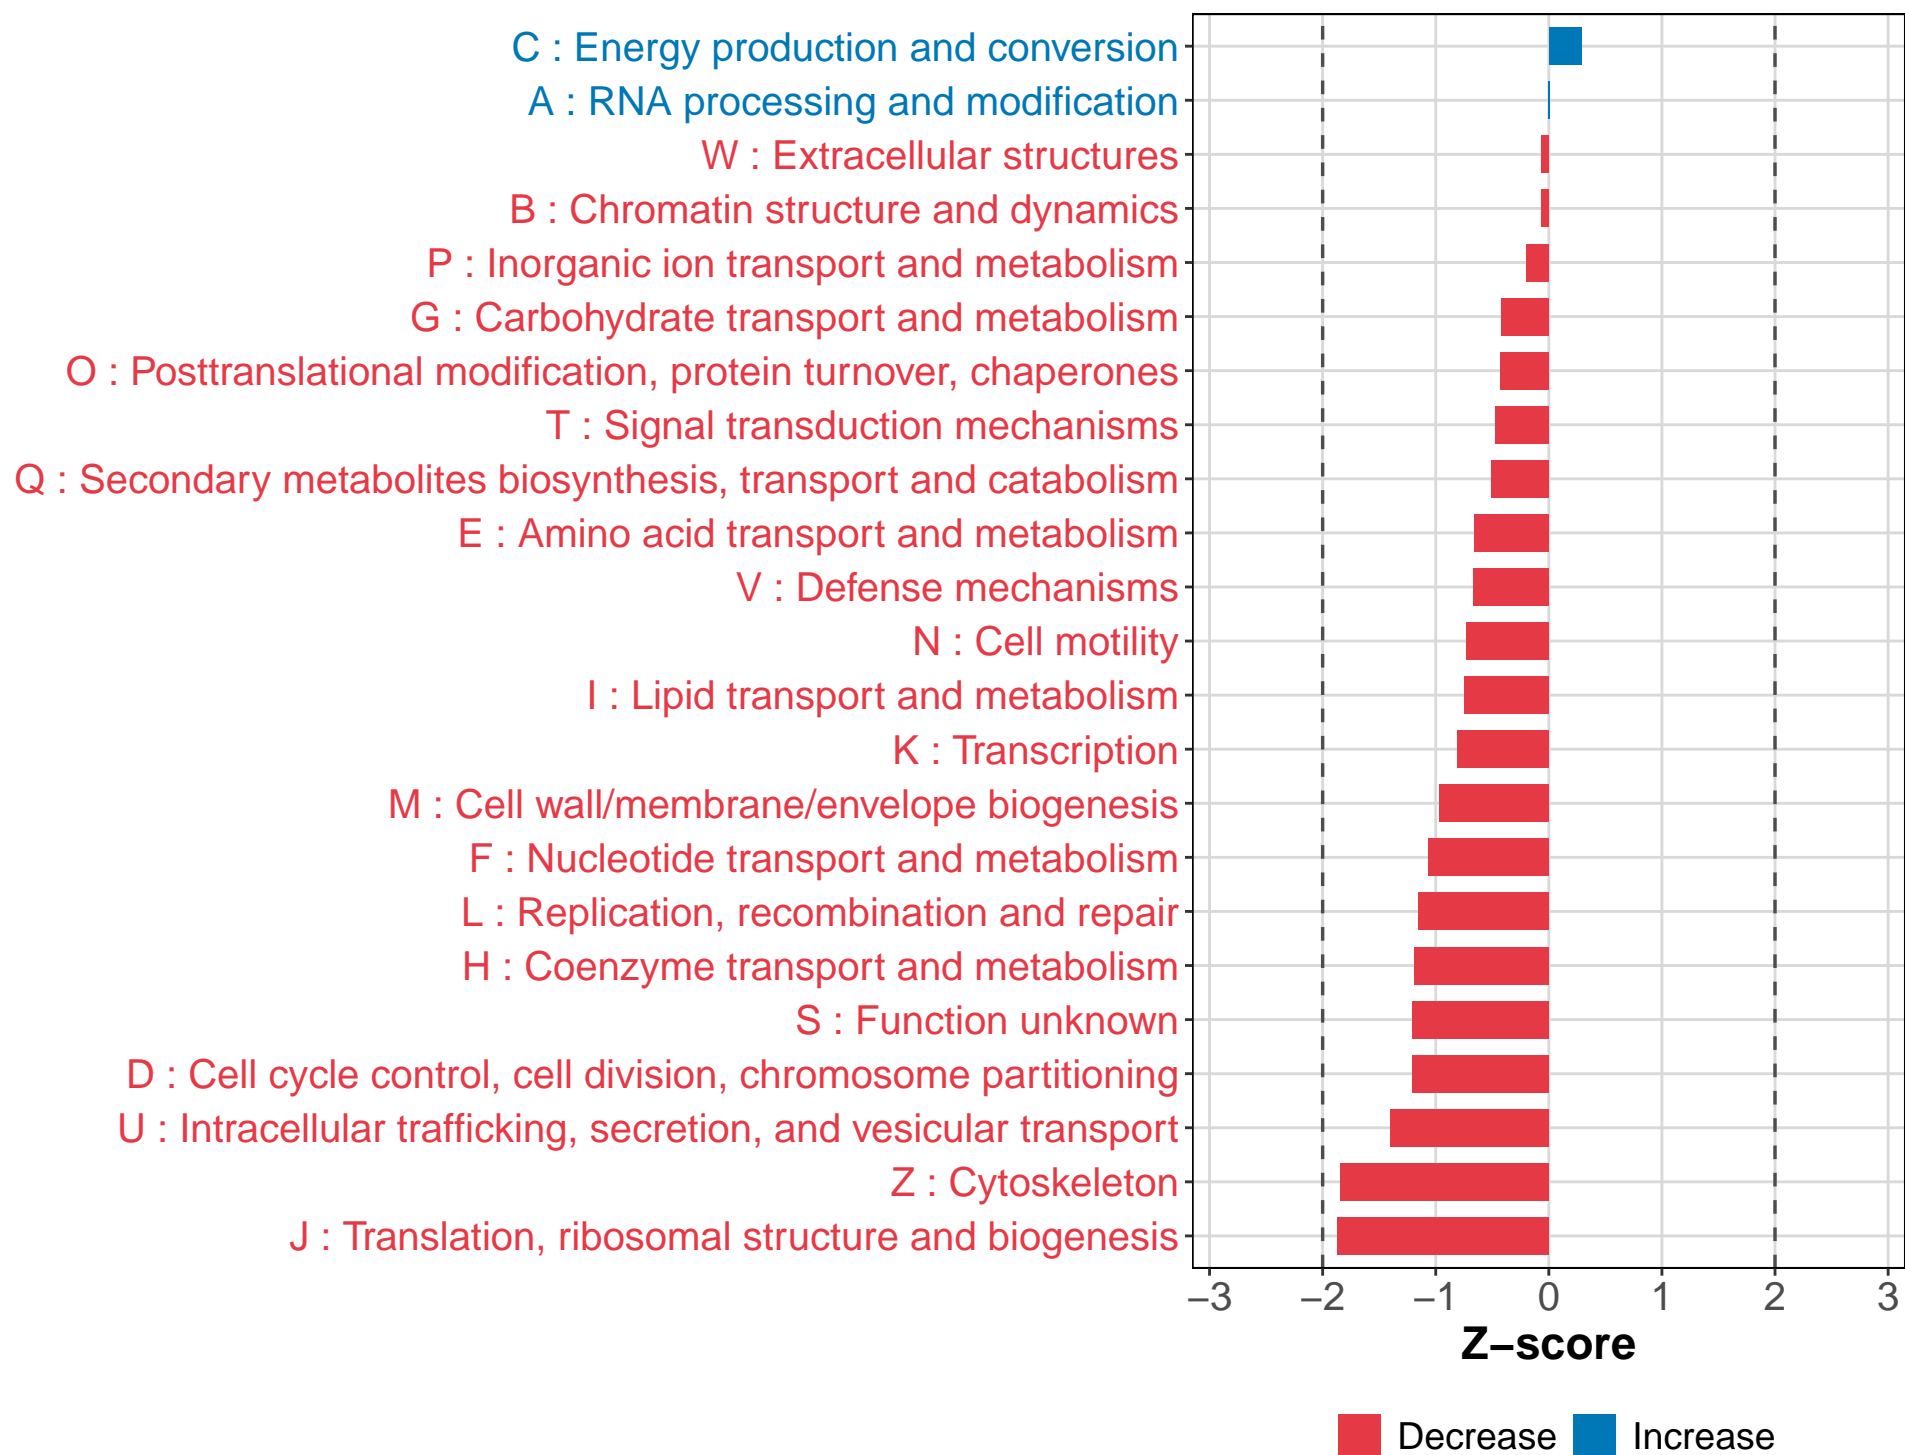 C : Energy production and conversion
A : RNA processing and modification
W : Extracellular structures
B : Chromatin structure and dynamics
P : Inorganic ion transport and metabolism
G : Carbohydrate transport and metabolism
O : Posttranslational modification, protein turnover, chaperones
T : Signal transduction mechanisms
Q : Secondary metabolites biosynthesis, transport and catabolism
E : Amino acid transport and metabolism
V : Defense mechanisms
N : Cell motility
I : Lipid transport and metabolism
K : Transcription
M : Cell wall/membrane/envelope biogenesis
F : Nucleotide transport and metabolism
L : Replication, recombination and repair
H : Coenzyme transport and metabolism
S : Function unknown
D : Cell cycle control, cell division, chromosome partitioning
U : Intracellular trafficking, secretion, and vesicular transport
Z : Cytoskeleton
J : Translation, ribosomal structure and biogenesis
−3 −2 −1 0 1 2 3
Z−score
Decrease Increase